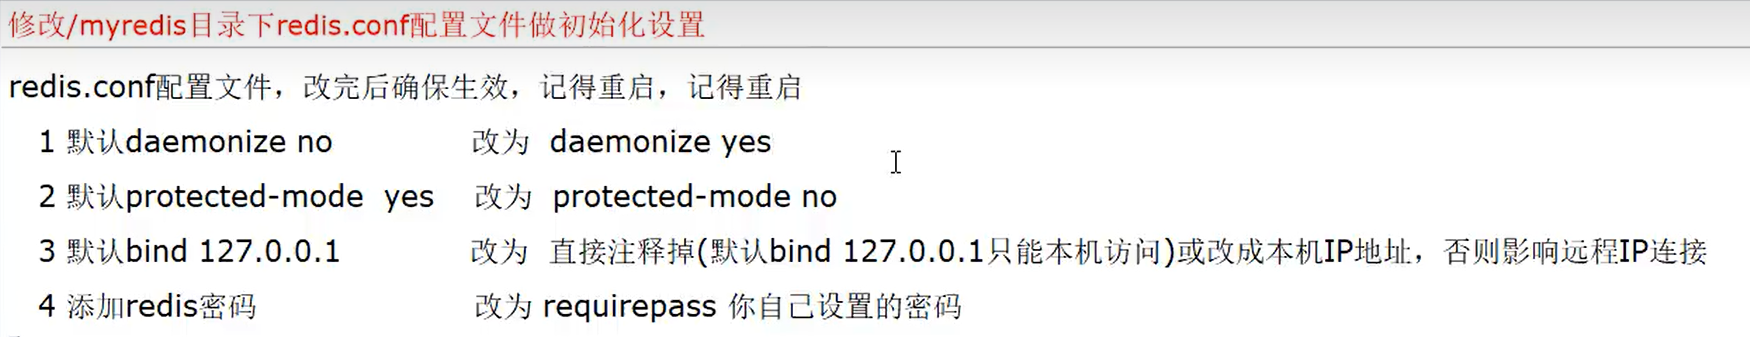 修改/myredis目录下redis.conf配置文件做初始化设置
redis.conf配置文件，改完后确保生效，记得重启，记得重启
1 默认daemonize no 改为 daemonize yes
2 默认protected-mode yes 改为 protected-mode no
3 默认bind 127.0.0.1 改为 直接注释掉(默认bind 127.0.0.1只能本机访问)或改成本机IP地址，否则影响远程IP连接
4 添加redis密码 改为 requirepass 你自己设置的密码